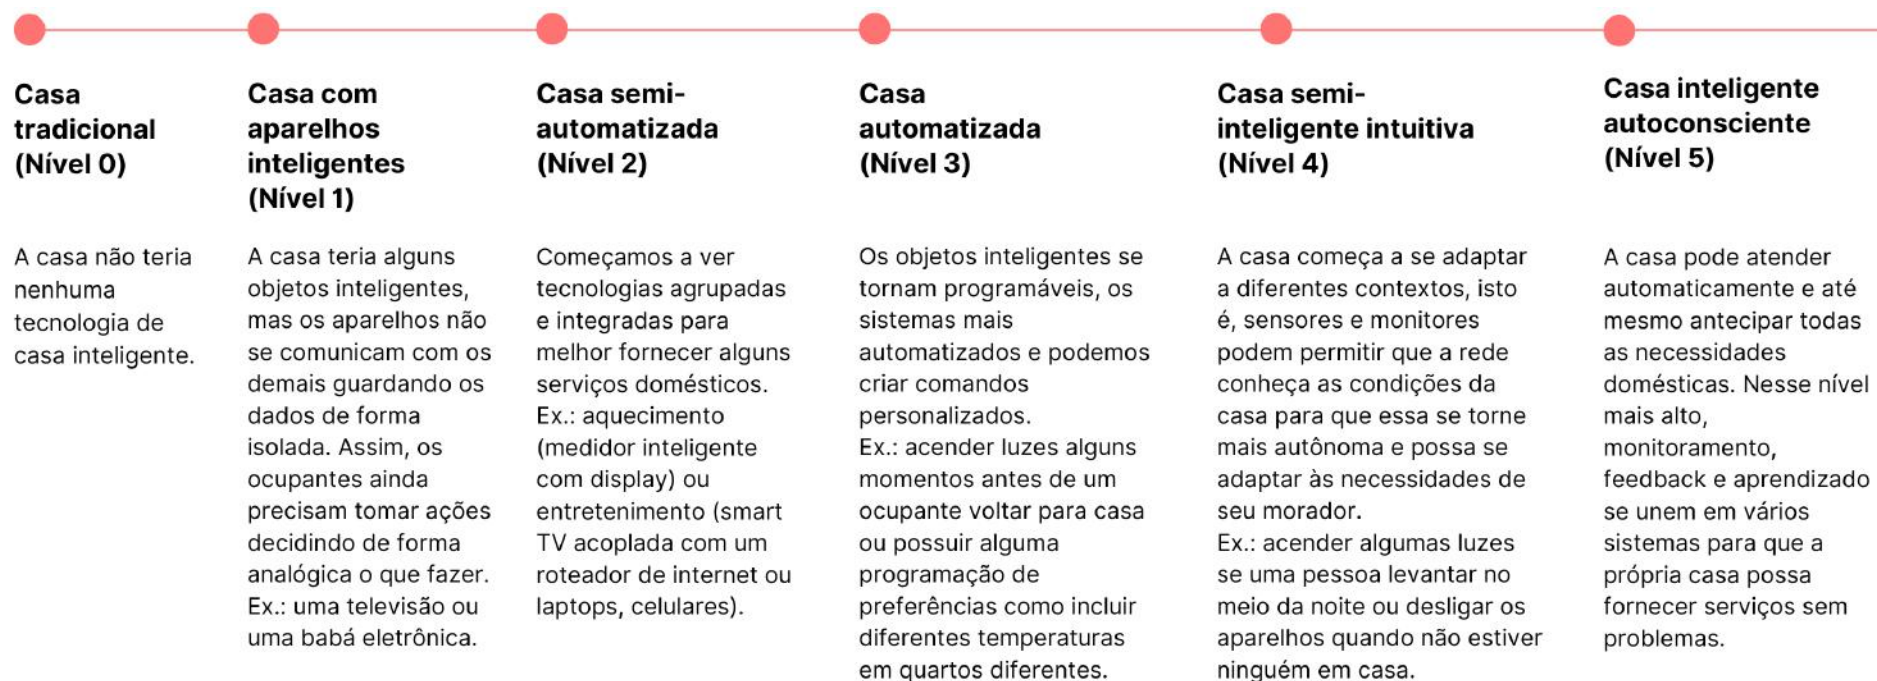 Casa
tradicional
(Nível 0)
A casa não teria
nenhuma
tecnologia de
casa inteligente.
Casa com
aparelhos
inteligentes
(Nível 1)
A casa teria alguns
objetos inteligentes,
mas os aparelhos não
se comunicam com os
demais guardando os
dados de forma
isolada. Assim, os
ocupantes ainda
precisam tomar ações
decidindo de forma
analógica o que fazer.
Ex.: uma televisão ou
uma babá eletrônica.
Casa semi-
automatizada
(Nível 2)
Começamos a ver
tecnologias agrupadas
e integradas para
melhor fornecer alguns
serviços domésticos.
Ex.: aquecimento
(medidor inteligente
com display) ou
entretenimento (smart
TV acoplada com um
roteador de internet ou
laptops, celulares).
Casa
automatizada
(Nível 3)
Os objetos inteligentes se
tornam programáveis, os
sistemas mais
automatizados e podemos
criar comandos
personalizados.
Ex.: acender luzes alguns
momentos antes de um
ocupante voltar para casa
ou possuir alguma
programação de
preferências como incluir
diferentes temperaturas
em quartos diferentes.
Casa semi-
inteligente intuitiva
(Nível 4)
A casa começa a se adaptar
a diferentes contextos, isto
é, sensores e monitores
podem permitir que a rede
conheça as condições da
casa para que essa se torne
mais autônoma e possa se
adaptar às necessidades de
seu morador.
Ex.: acender algumas luzes
se uma pessoa levantar no
meio da noite ou desligar os
aparelhos quando não estiver
ninguém em casa.
Casa inteligente
autoconsciente
(Nível 5)
A casa pode atender
automaticamente e até
mesmo antecipar todas
as necessidades
domésticas. Nesse nível
mais alto,
monitoramento,
feedback e aprendizado
se unem em vários
sistemas para que a
própria casa possa
fornecer serviços sem
problemas.